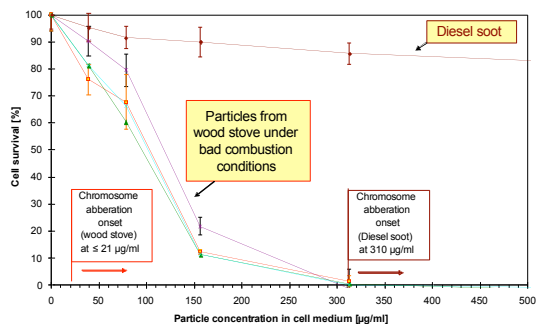 Cell survival [%]
100
90
80
70
60
50
40
30
20
10
0
Diesel soot
Particles from
wood stove under
bad combustion
conditions
Chromosome
abberation
onset
(wood stove)
at ≤ 21 µg/ml
Chromosome
abberation
onset
(Diesel soot)
at 310 µg/ml
0 50 100 150 200 250 300 350 400 450 500
Particle concentration in cell medium [µg/ml]